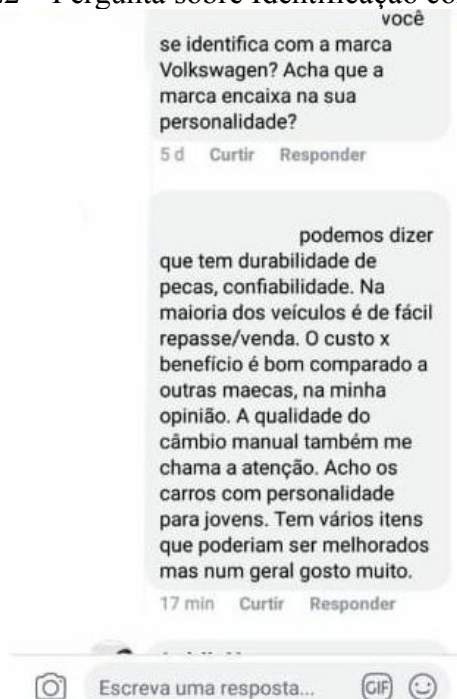 Pergunta sobre Identificação
você
se identifica com a marca
Volkswagen? Acha que a
marca encaixa na sua
personalidade?
5 d Curtir Responder
podemos dizer
que tem durabilidade de
pecas, confiabilidade. Na
maioria dos veículos é de fácil
repasse/venda. O custo x
benefício é bom comparado a
outras maecas, na minha
opinião. A qualidade do
câmbio manual também me
chama a atenção. Acho os
carros com personalidade
para jovens. Tem vários itens
que poderiam ser melhorados
mas num geral gosto muito.
17 min Curtir Responder
Escreva uma resposta...
GIF